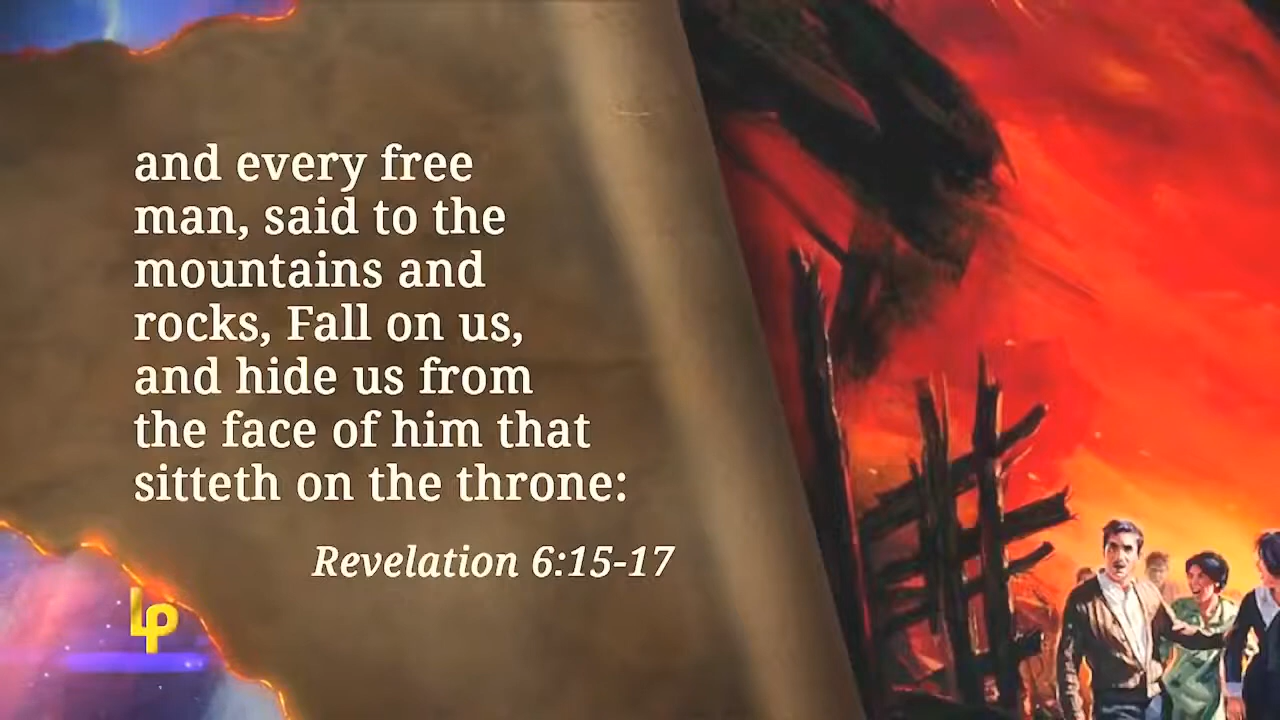 and every free
man, said to the
mountains and
rocks, Fall on us,
and hide us from
the face of him that
sitteth on the throne:
Revelation 6:15-17
LP